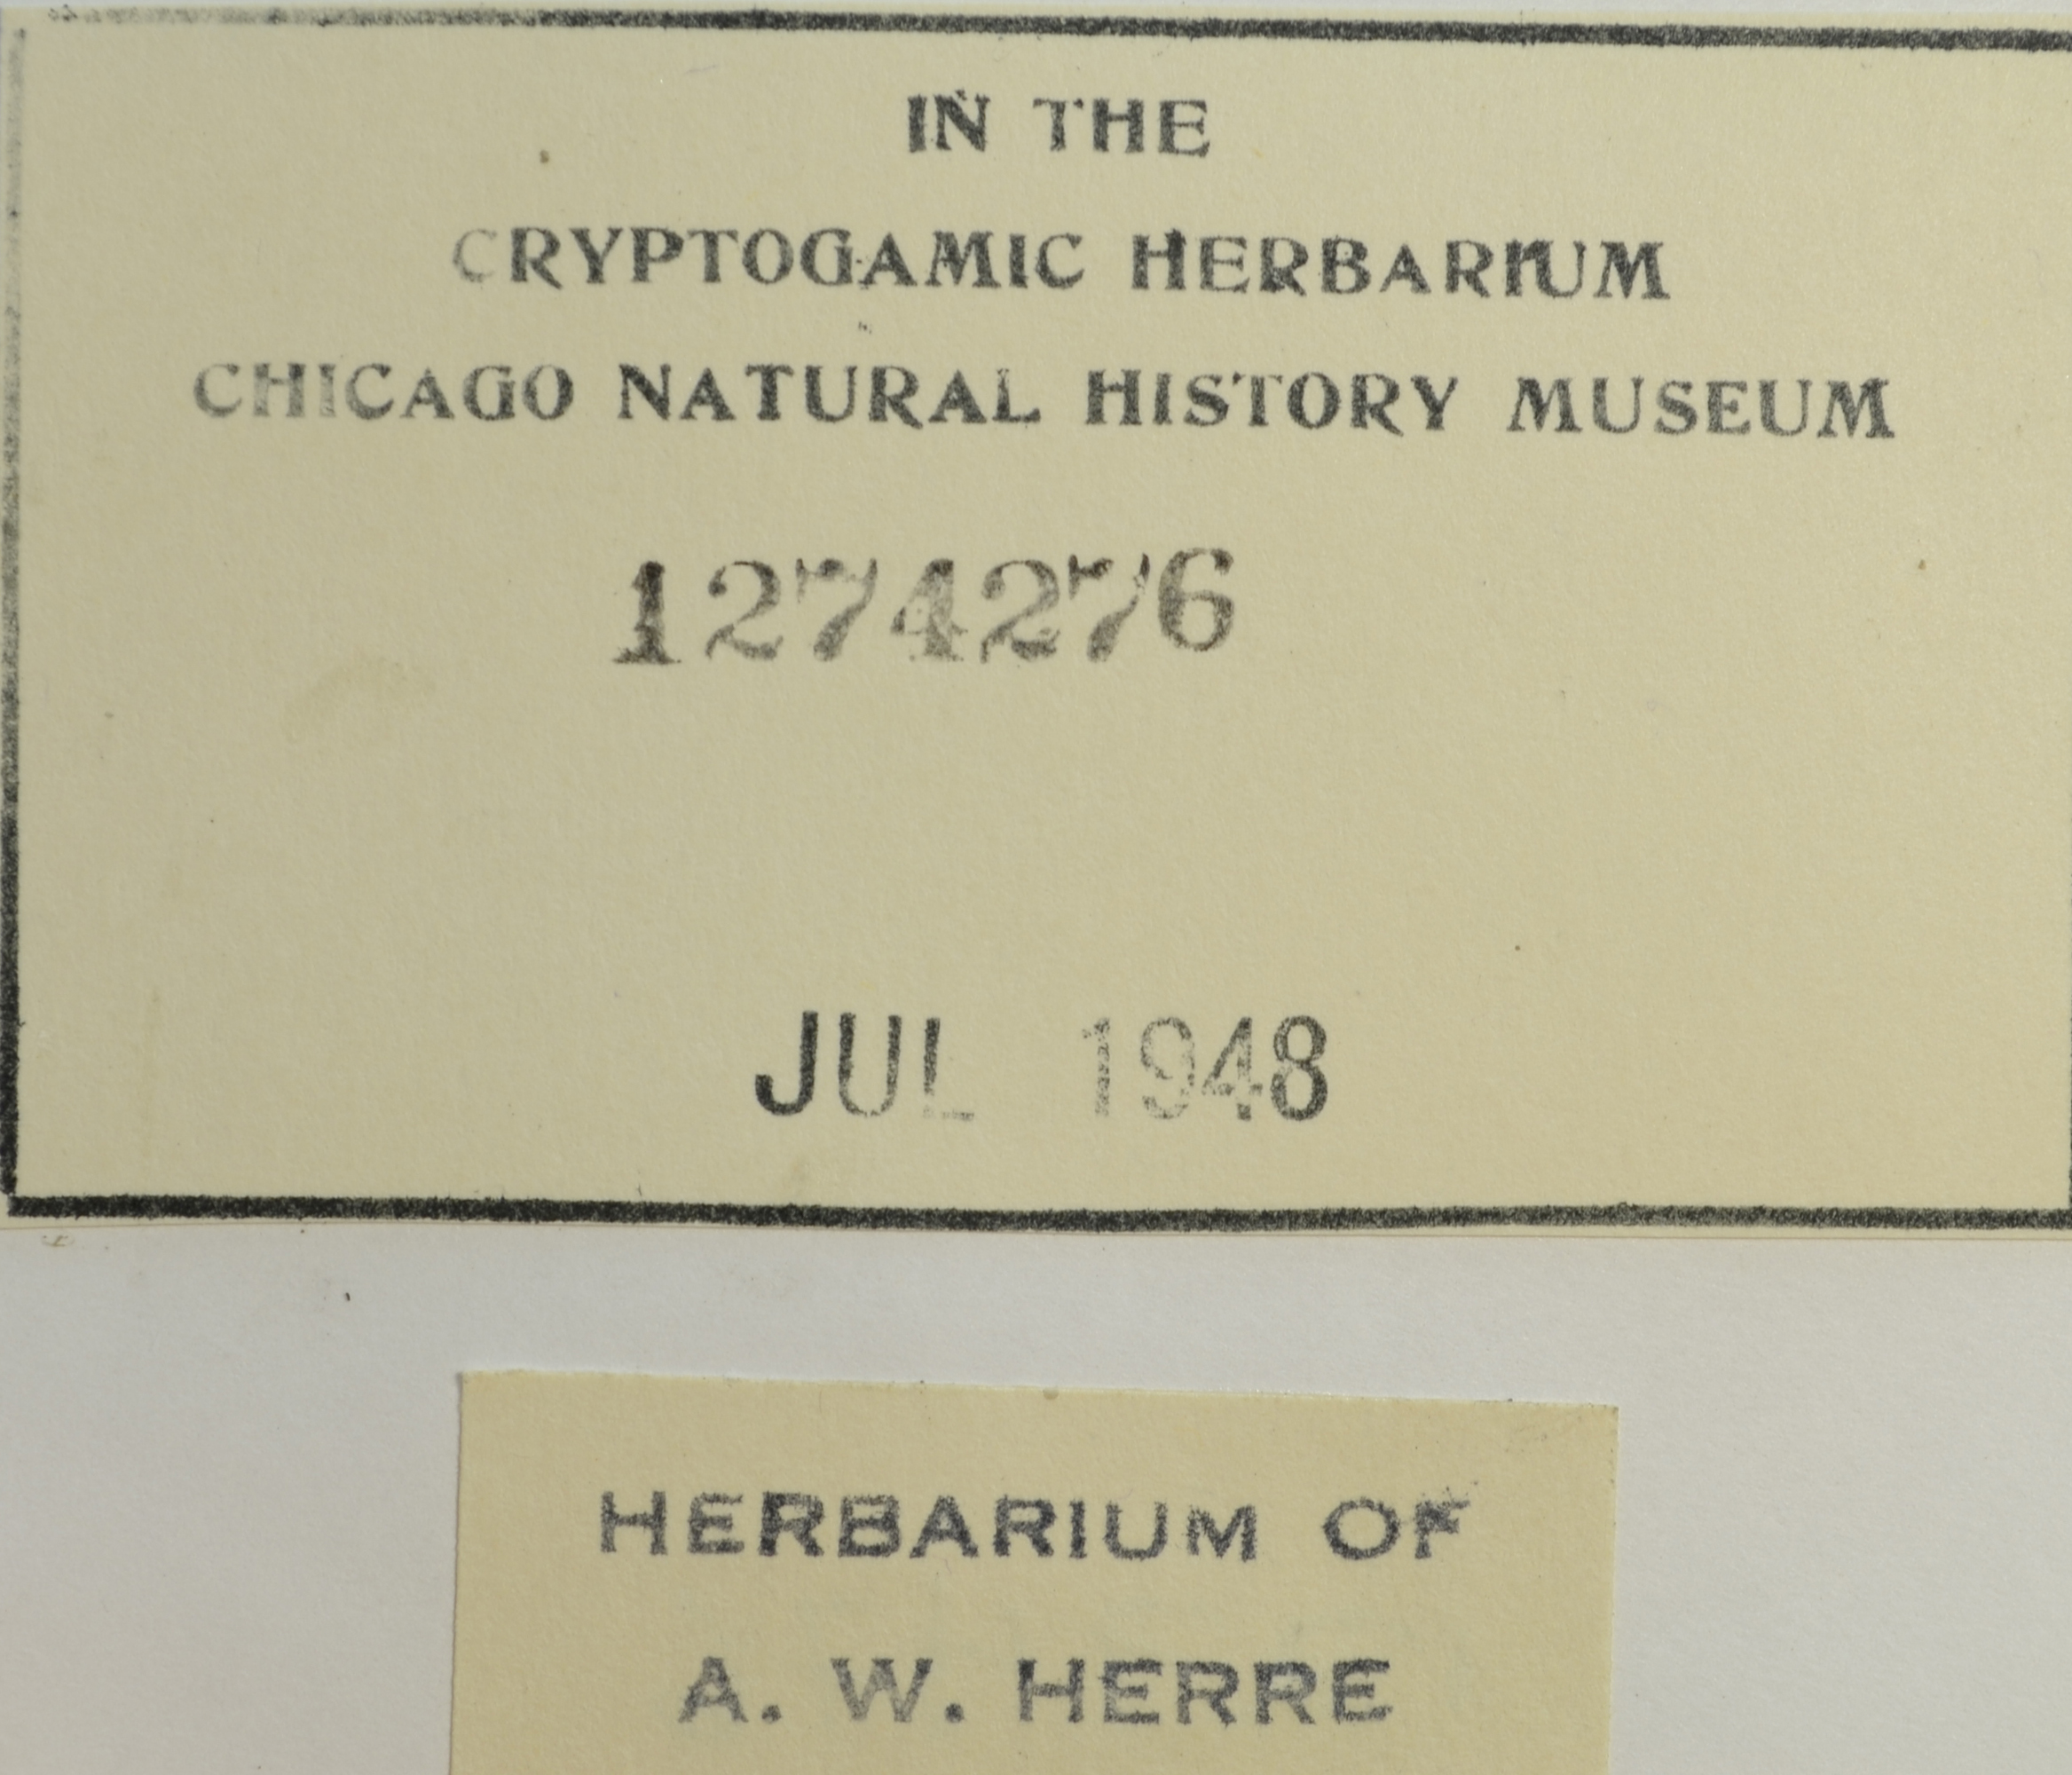 IN THE
CRYPTOGAMIC HERBARIUM
CHICAGO NATURAL HISTORY MUSEUM
1274276
JUL 1948
HERBARIUM OF
A. W. HERRE